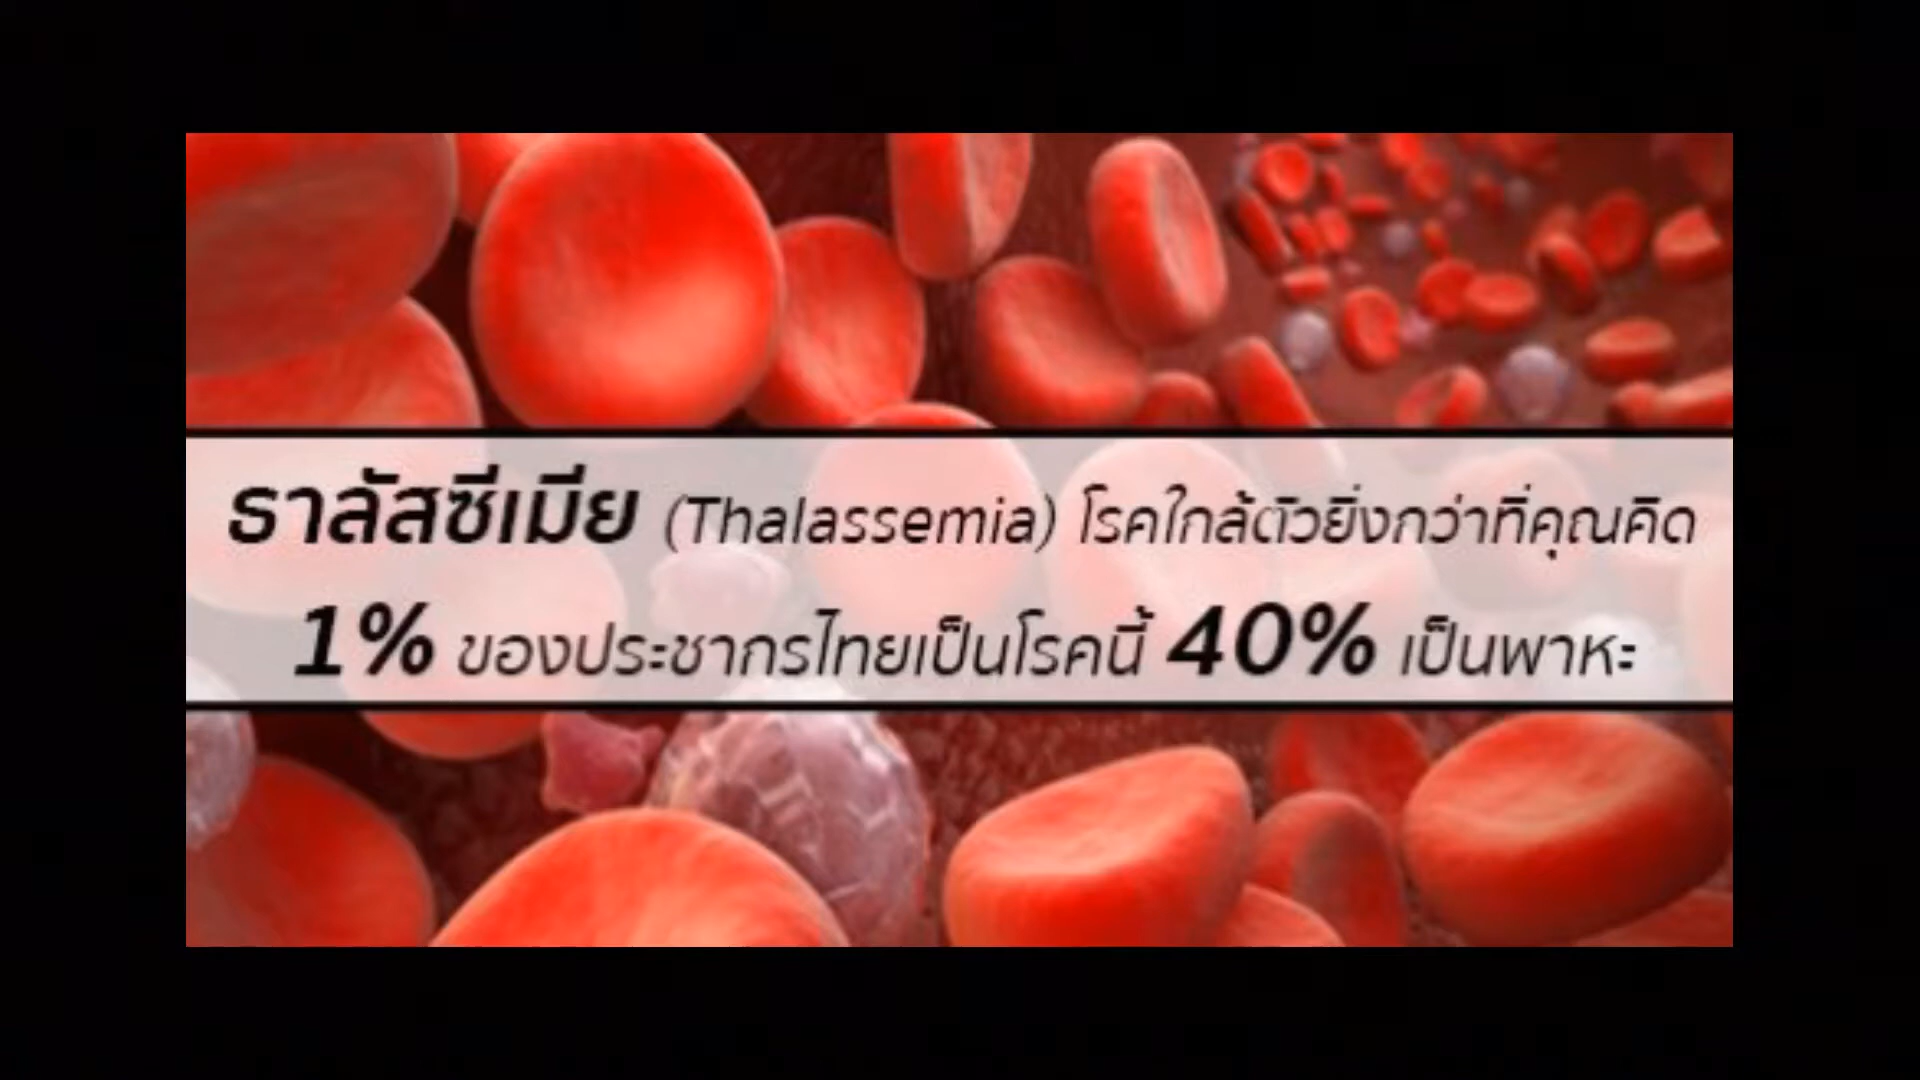 ธาลัสซีเมีย (Thalassemia) โรคใกล้ตัวยิ่งกว่าที่คุณคิด
1% ของประชากรไทยเป็นโรคนี้ 40% เป็นพาหะ